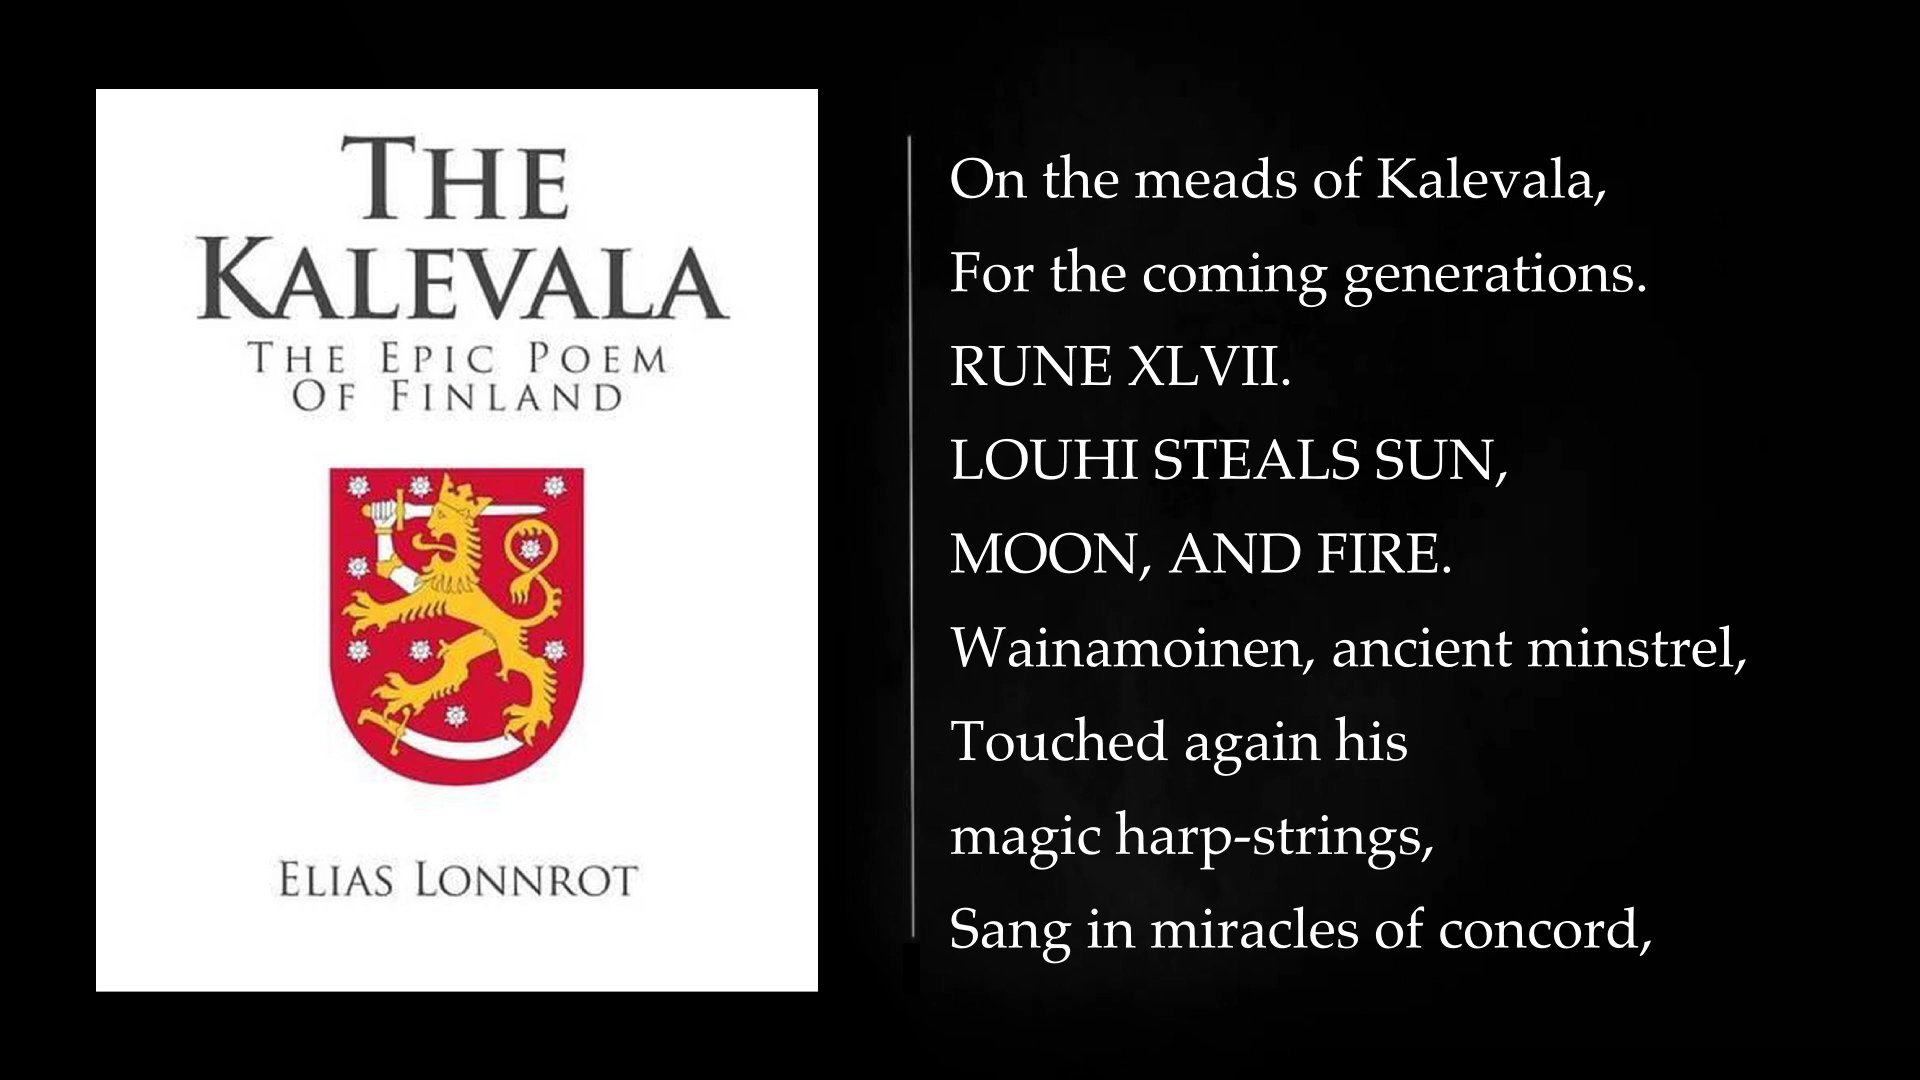 THE
KALEVALA
THE EPIC POEM
OF FINLAND
ELIAS LONNROT
On the meads of Kalevala,
For the coming generations.
RUNE XLVII.
LOUHI STEALS SUN,
MOON, AND FIRE.
Wainamoinen, ancient minstrel,
Touched again his
magic harp-strings,
Sang in miracles of concord,